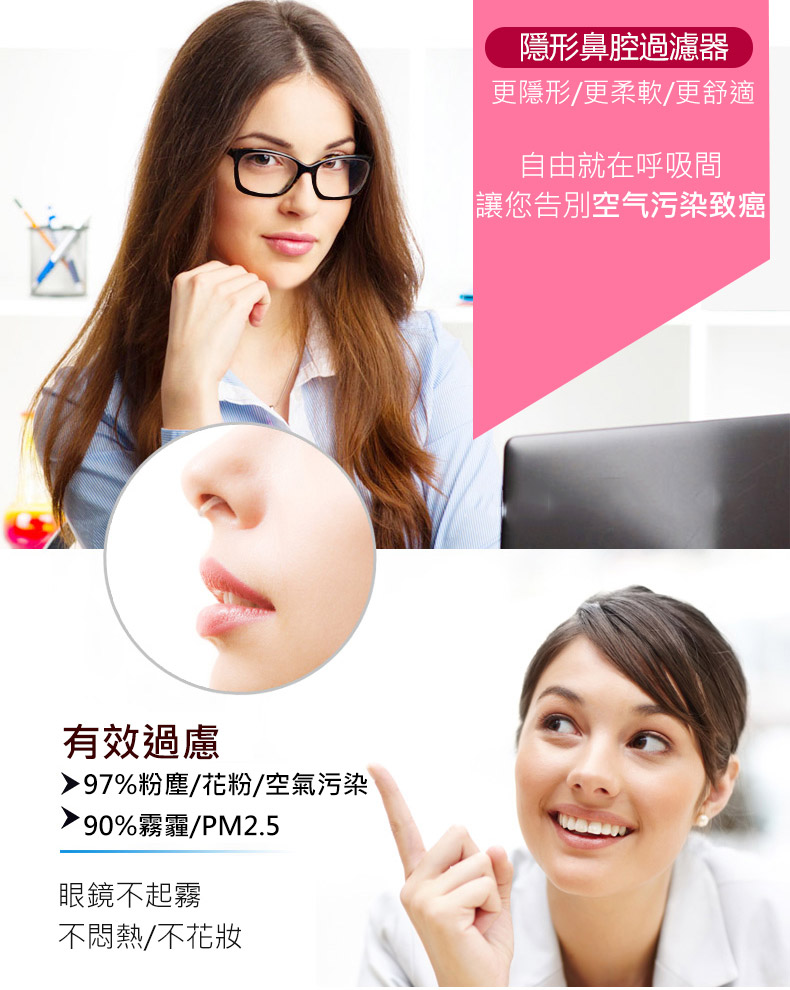 隱形鼻腔過濾器
更隱形/更柔軟/更舒適
自由就在呼吸間
讓您告別空气污染致癌
有效過慮
➤97%粉塵/花粉/空氣污染
➤90%霧霾/PM2.5
眼鏡不起霧
不悶熱/不花妝